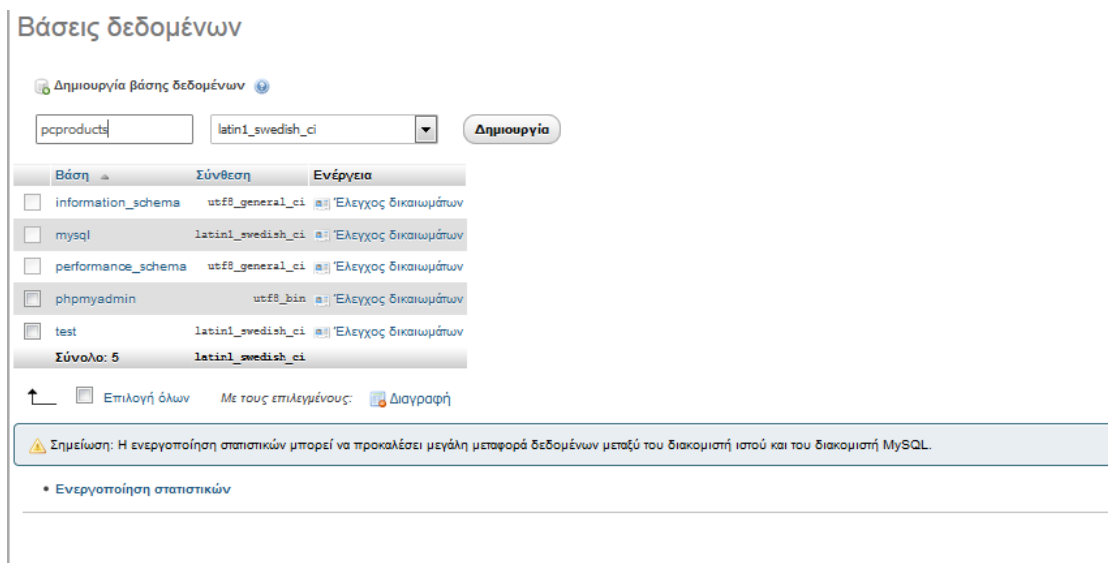 Βάσεις δεδομένων
Δημιουργία βάσης δεδομένων
pcproducts latin1_swedish_ci Δημιουργία
Βάση Σύνθεση Ενέργεια
information_schema utf8_general_ci Έλεγχος δικαιωμάτων
mysql latin1_swedish_ci Έλεγχος δικαιωμάτων
performance_schema utf8_general_ci Έλεγχος δικαιωμάτων
phpmyadmin utf8_bin Έλεγχος δικαιωμάτων
test latin1_swedish_ci Έλεγχος δικαιωμάτων
Σύνολο: 5 latin1_swedish_ci
Επιλογή όλων Με τους επιλεγμένους: Διαγραφή
Σημείωση: Η ενεργοποίηση στατιστικών μπορεί να προκαλέσει μεγάλη μεταφορά δεδομένων μεταξύ του διακομιστή ιστού και του διακομιστή MySQL.
• Ενεργοποίηση στατιστικών